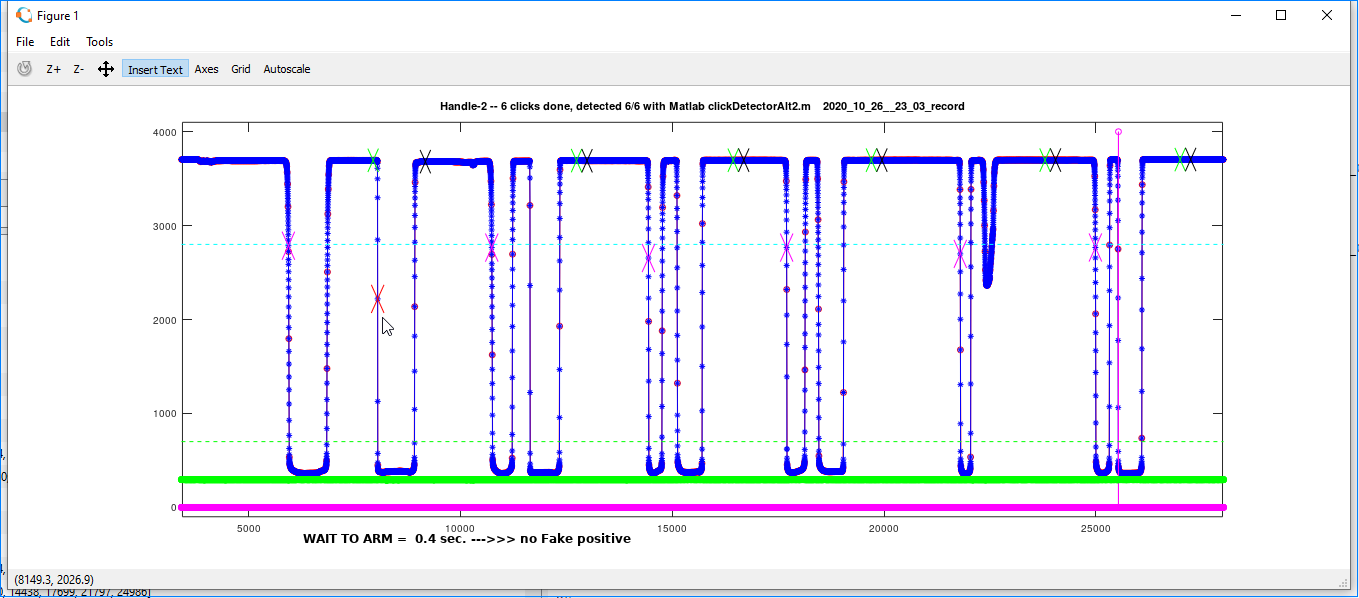 Figure 1
File Edit Tools
Z+ Z- Insert Text Axes Grid Autoscale
Handle-2 -- 6 clicks done, detected 6/6 with Matlab clickDetectorAlt2.m 2020_10_26__23_03_record
4000
3000
2000
1000
0
5000 10000 15000 20000 25000
WAIT TO ARM = 0.4 sec. --->>> no Fake positive
(8149.3, 2026.9)
14438, 17699, 21797, 24986]